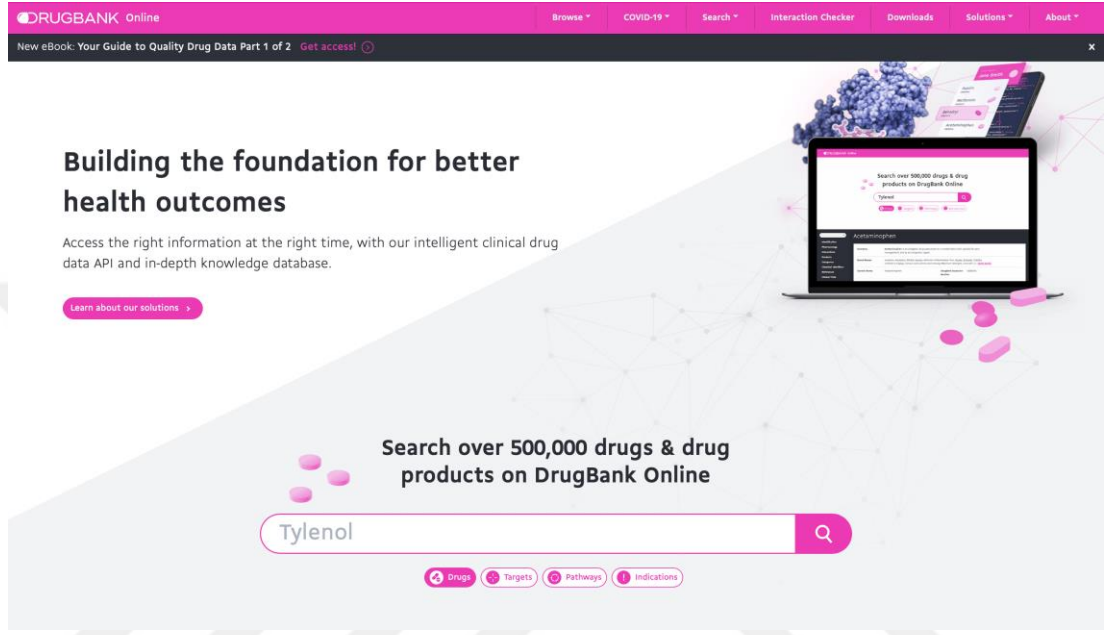 DRUGBANK Online
Browse
COVID-19
Search
Interaction Checker
Downloads
Solutions
About
New eBook: Your Guide to Quality Drug Data Part 1 of 2 Get access!
x
Building the foundation for better
health outcomes
Access the right information at the right time, with our intelligent clinical drug
data API and in-depth knowledge database.
Learn about our solutions
Search over 500,000 drugs & drug
products on DrugBank Online
Tylenol
Acetaminophen
Search over 500,000 drugs & drug
products on DrugBank Online
Tylenol
Drugs
Targets
Pathways
Indications